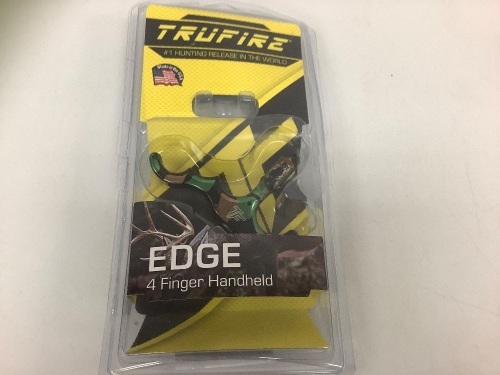 TRUFIRE
#1 HUNTING RELEASE IN THE WORLD
EDGE
4 Finger Handheld